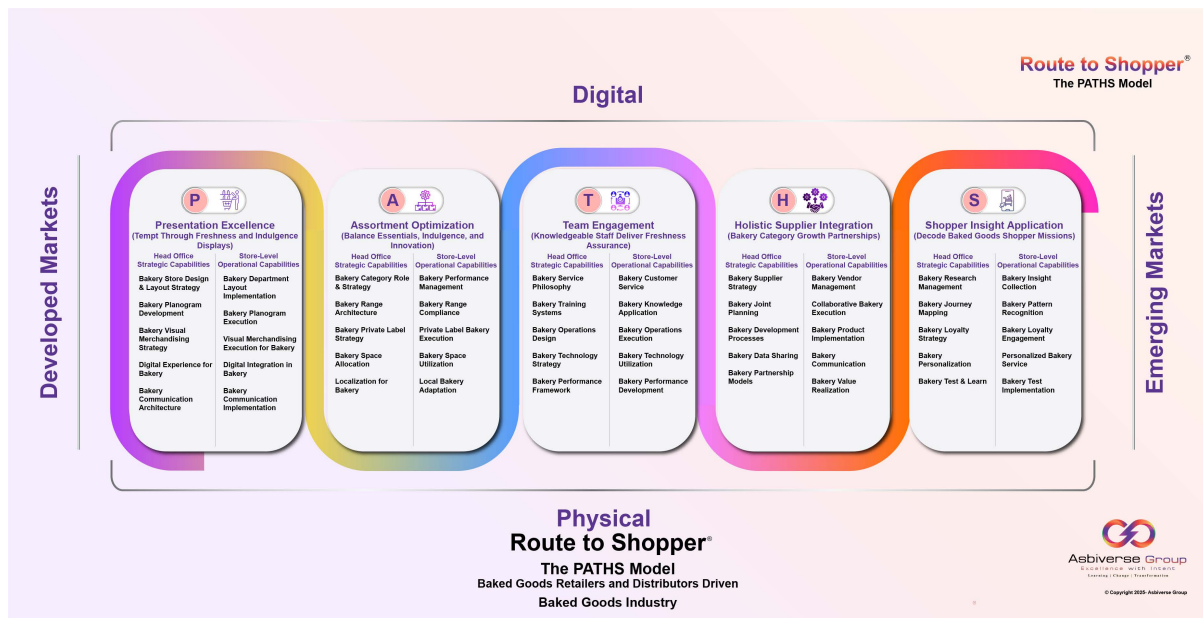 Route to Shopper®
The PATHS Model
Digital
Developed Markets
Emerging Markets
P
Presentation Excellence
(Tempt Through Freshness and Indulgence
Displays)
Head Office
Strategic Capabilities
Bakery Store Design
& Layout Strategy
Bakery Planogram
Development
Bakery Visual
Merchandising
Strategy
Digital Experience for
Bakery
Bakery
Communication
Architecture
Store-Level
Operational Capabilities
Bakery Department
Layout
Implementation
Bakery Planogram
Execution
Visual Merchandising
Execution for Bakery
Digital Integration in
Bakery
Bakery
Communication
Implementation
A
Assortment Optimization
(Balance Essentials, Indulgence, and
Innovation)
Head Office
Strategic Capabilities
Bakery Category Role
& Strategy
Bakery Range
Architecture
Bakery Private Label
Strategy
Bakery Space
Allocation
Localization for
Bakery
Store-Level
Operational Capabilities
Bakery Performance
Management
Bakery Range
Compliance
Private Label Bakery
Execution
Bakery Space
Utilization
Local Bakery
Adaptation
T
Team Engagement
(Knowledgeable Staff Deliver Freshness
Assurance)
Head Office
Strategic Capabilities
Bakery Service
Philosophy
Bakery Training
Systems
Bakery Operations
Design
Bakery Technology
Strategy
Bakery Performance
Framework
Store-Level
Operational Capabilities
Bakery Customer
Service
Bakery Knowledge
Application
Bakery Operations
Execution
Bakery Technology
Utilization
Bakery Performance
Development
H
Holistic Supplier Integration
(Bakery Category Growth Partnerships)
Head Office
Strategic Capabilities
Bakery Supplier
Strategy
Bakery Joint
Planning
Bakery Development
Processes
Bakery Data Sharing
Bakery Partnership
Models
Store-Level
Operational Capabilities
Bakery Vendor
Management
Collaborative Bakery
Execution
Bakery Product
Implementation
Bakery
Communication
Bakery Value
Realization
S
Shopper Insight Application
(Decode Baked Goods Shopper Missions)
Head Office
Strategic Capabilities
Bakery Research
Management
Bakery Journey
Mapping
Bakery Loyalty
Strategy
Bakery
Personalization
Bakery Test & Learn
Store-Level
Operational Capabilities
Bakery Insight
Collection
Bakery Pattern
Recognition
Bakery Loyalty
Engagement
Personalized Bakery
Service
Bakery Test
Implementation
Physical
Route to Shopper®
The PATHS Model
Baked Goods Retailers and Distributors Driven
Baked Goods Industry
Asbiverse Group
Excellence with Intent
Learning | Change | Transformation
© Copyright 2025- Asbiverse Group